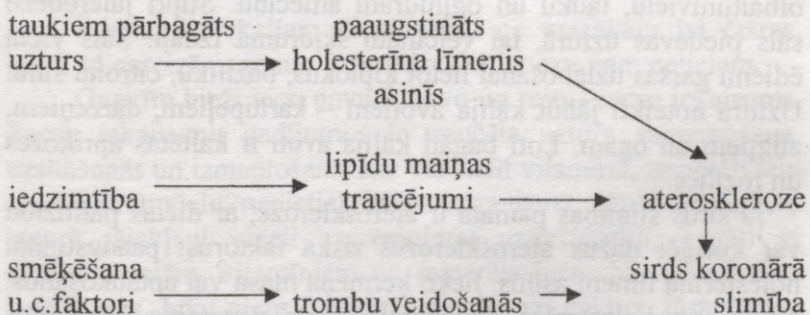 taukiem pārbagāts
uzturs
paaugstināts
holesterīna līmenis
asinīs
iedzimtība
lipīdu maiņas
traucējumi
ateroskleroze
smēķēšana
u.c.faktori
trombu veidošanās
sirds koronārā
slimība